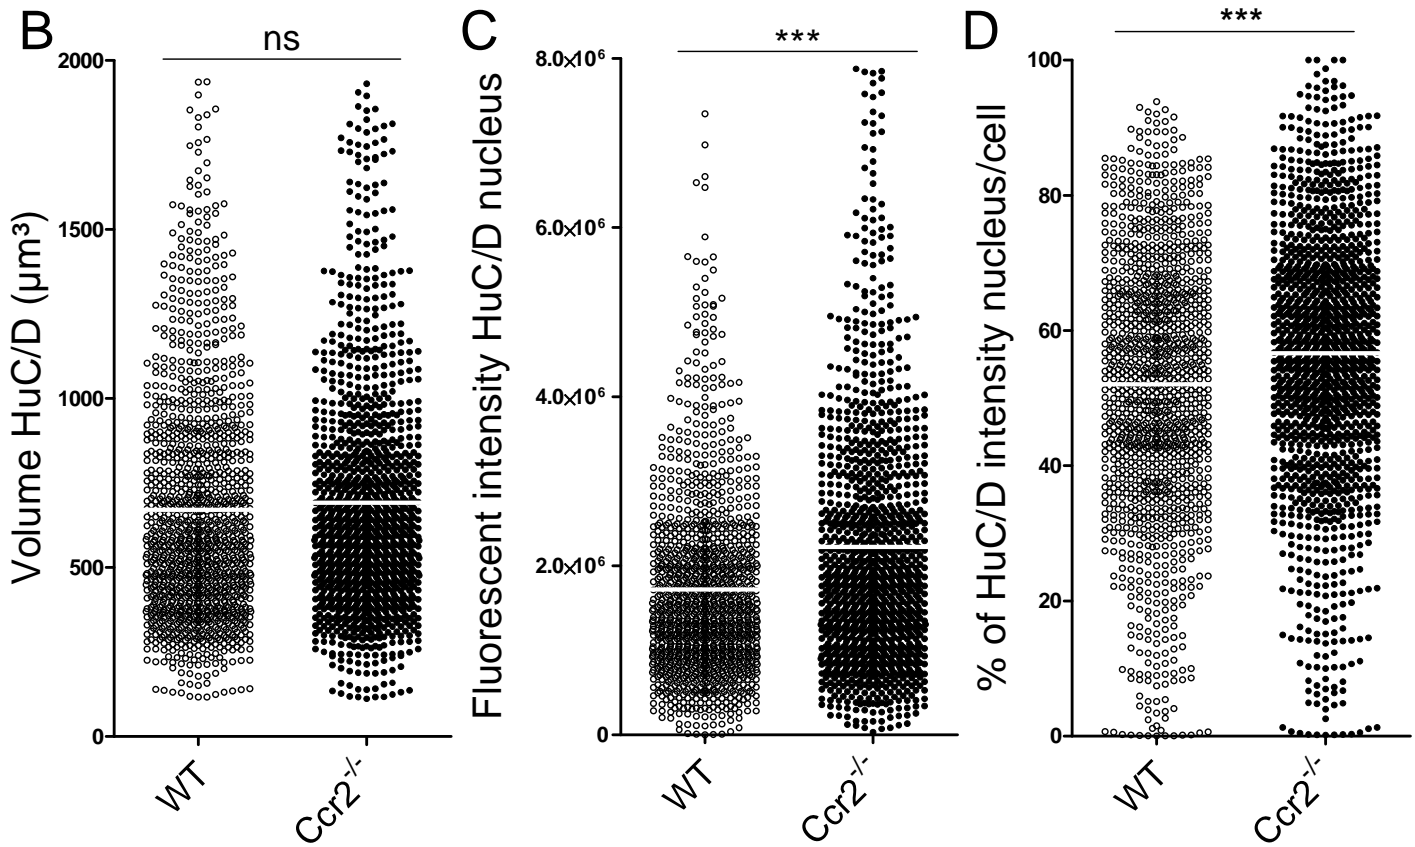 B
ns
Volume HuC/D (µm³)
2000
1500
1000
500
0
WT
Ccr2⁻/⁻
C
***
Fluorescent intensity HuC/D nucleus
8.0×10⁶
6.0×10⁶
4.0×10⁶
2.0×10⁶
0
WT
Ccr2⁻/⁻
D
***
% of HuC/D intensity nucleus/cell
100
80
60
40
20
0
WT
Ccr2⁻/⁻